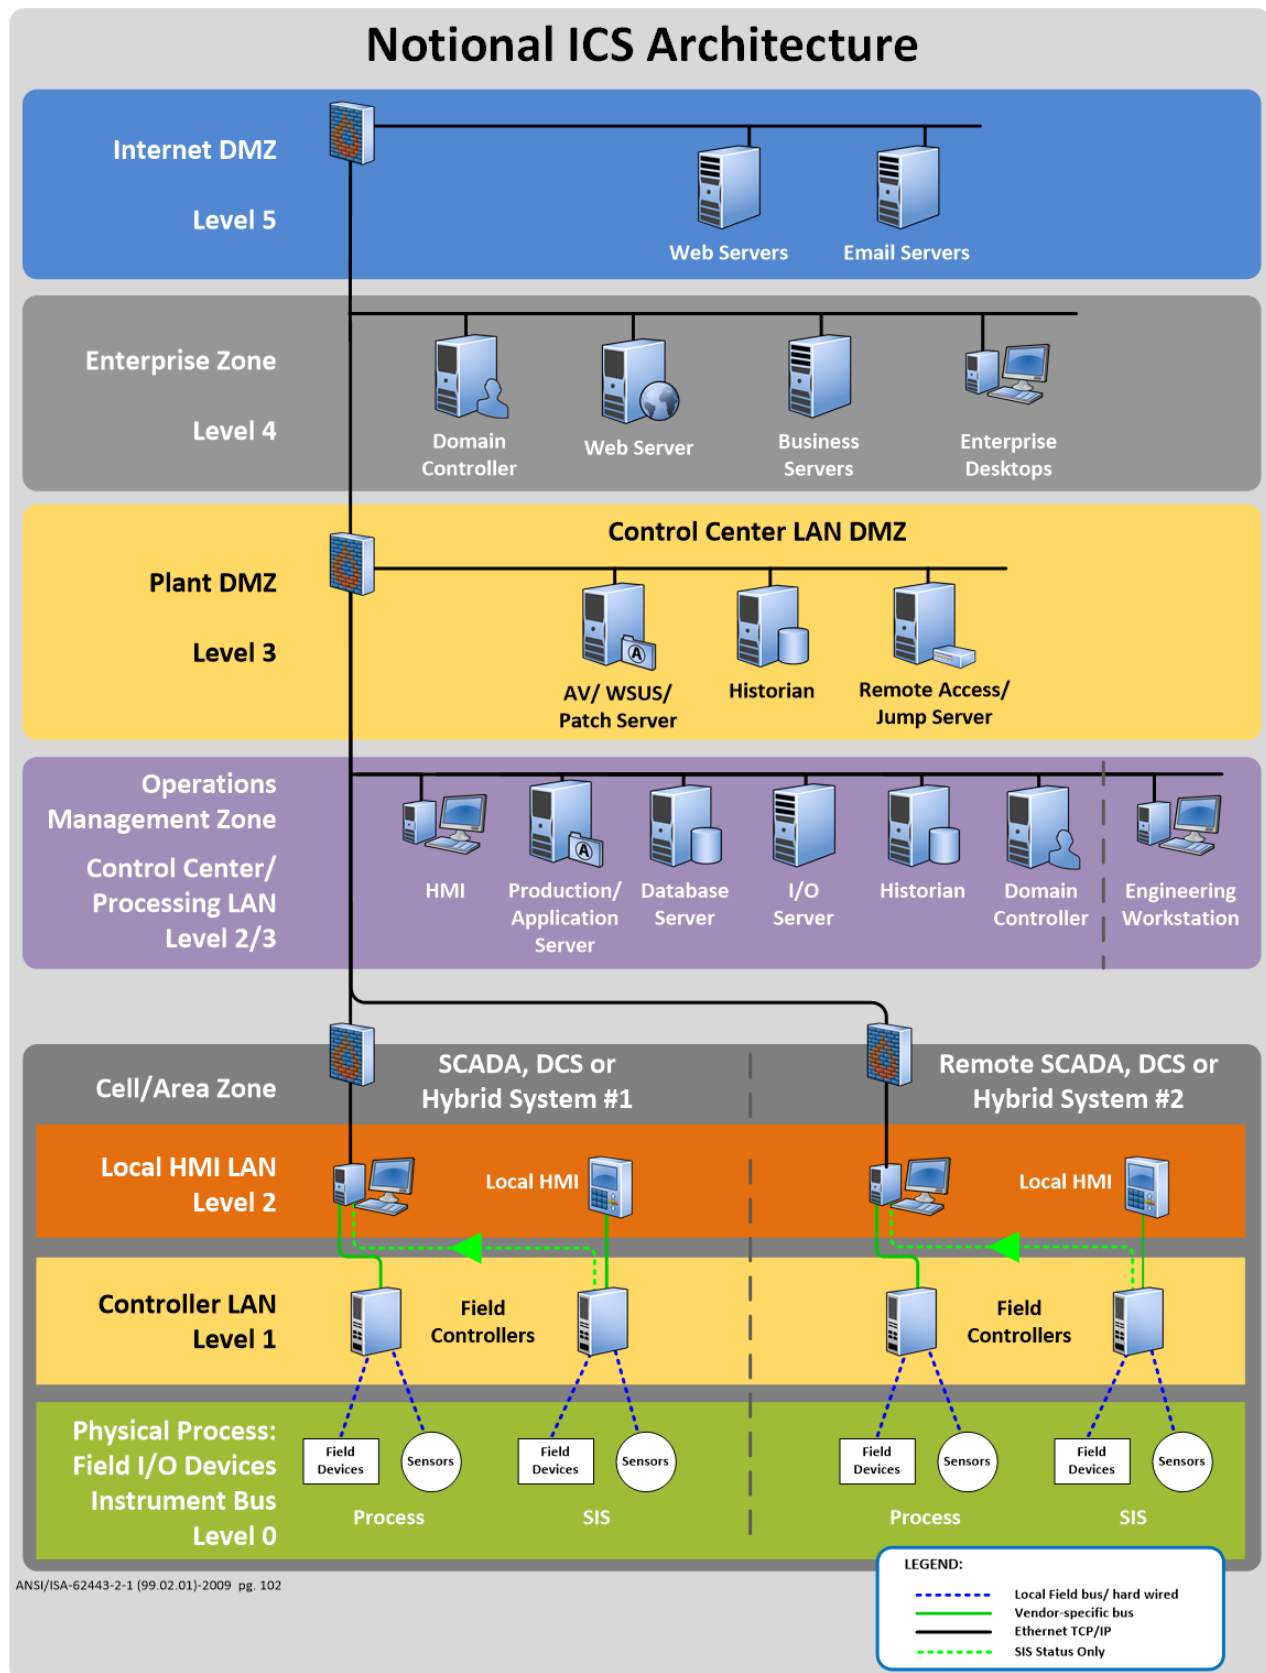 Notional ICS Architecture
Internet DMZ
Level 5
Web Servers
Email Servers
Enterprise Zone
Level 4
Domain
Controller
Web Server
Business
Servers
Enterprise
Desktops
Control Center LAN DMZ
Plant DMZ
Level 3
A
AV/ WSUS/
Patch Server
Historian
Remote Access/
Jump Server
Operations
Management Zone
Control Center/
Processing LAN
Level 2/3
HMI
A
Production/
Application
Server
Database
Server
I/O
Server
Historian
Domain
Controller
Engineering
Workstation
Cell/Area Zone
SCADA, DCS or
Hybrid System #1
Remote SCADA, DCS or
Hybrid System #2
Local HMI LAN
Level 2
Local HMI
Local HMI
Controller LAN
Level 1
Field
Controllers
Field
Controllers
Physical Process:
Field I/O Devices
Instrument Bus
Level 0
Field
Devices
Sensors
Process
Field
Devices
Sensors
SIS
Field
Devices
Sensors
Process
Field
Devices
Sensors
SIS
ANSI/ISA-62443-2-1 (99.02.01)-2009 pg. 102
LEGEND:
Local Field bus/ hard wired
Vendor-specific bus
Ethernet TCP/IP
SIS Status Only